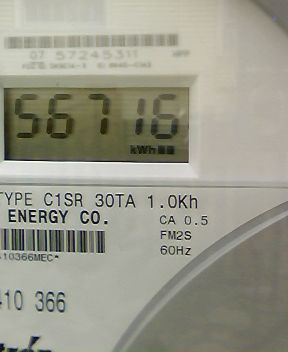 07 57245311
56716
kWh
TYPE C1SR 30TA 1.0Kh
ENERGY CO.
CA 0.5
FM2S
60Hz
10366MEC*
410 366